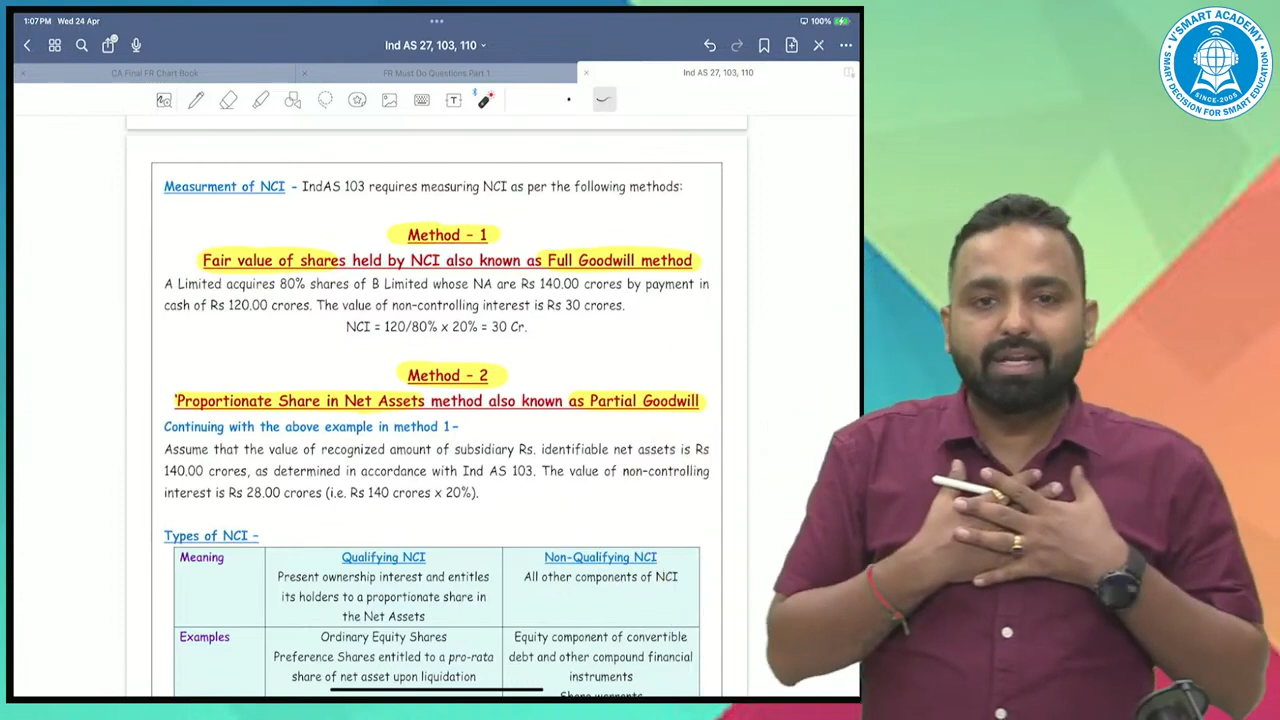 1:07 PM Wed 24 Apr
100%
Ind AS 27, 103, 110
CA Final FR Chart Book
FR Must Do Questions Part 1
Ind AS 27, 103, 110
Measurment of NCI - IndAS 103 requires measuring NCI as per the following methods:
Method - 1
Fair value of shares held by NCI also known as Full Goodwill method
A Limited acquires 80% shares of B Limited whose NA are Rs 140.00 crores by payment in
cash of Rs 120.00 crores. The value of non-controlling interest is Rs 30 crores.
NCI = 120/80% x 20% = 30 Cr.
Method - 2
'Proportionate Share in Net Assets method also known as Partial Goodwill
Continuing with the above example in method 1-
Assume that the value of recognized amount of subsidiary Rs. identifiable net assets is Rs
140.00 crores, as determined in accordance with Ind AS 103. The value of non-controlling
interest is Rs 28.00 crores (i.e. Rs 140 crores x 20%).
Types of NCI -
Meaning
Qualifying NCI
Present ownership interest and entitles
its holders to a proportionate share in
the Net Assets
Non-Qualifying NCI
All other components of NCI
Examples
Ordinary Equity Shares
Preference Shares entitled to a pro-rata
share of net asset upon liquidation
Equity component of convertible
debt and other compound financial
instruments
Share warrants
V'SMART ACADEMY
SMART DECISION FOR SMART EDUCATION
SINCE-2005